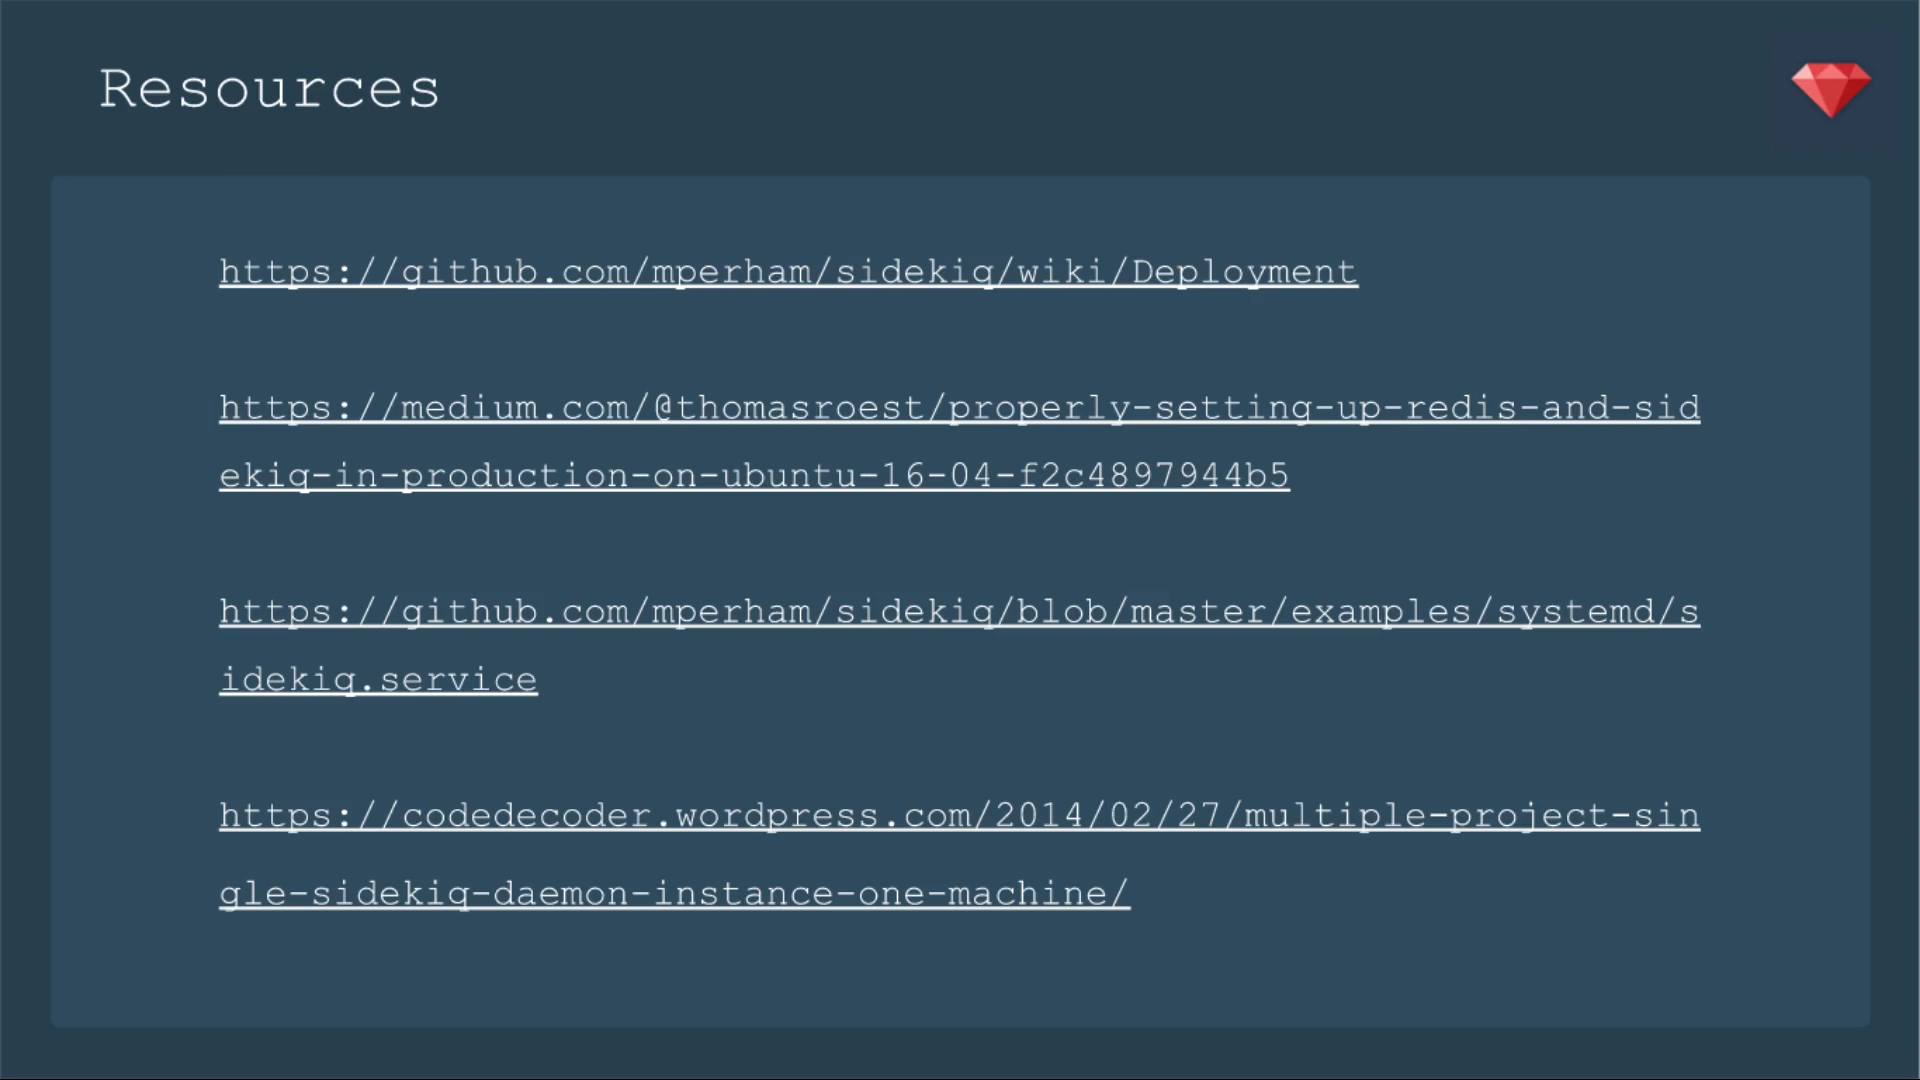 Resources
https://github.com/mperham/sidekiq/wiki/Deployment
https://medium.com/@thomasroest/properly-setting-up-redis-and-sid
ekiq-in-production-on-ubuntu-16-04-f2c4897944b5
https://github.com/mperham/sidekiq/blob/master/examples/systemd/s
idekiq.service
https://codedecoder.wordpress.com/2014/02/27/multiple-project-sin
gle-sidekiq-daemon-instance-one-machine/